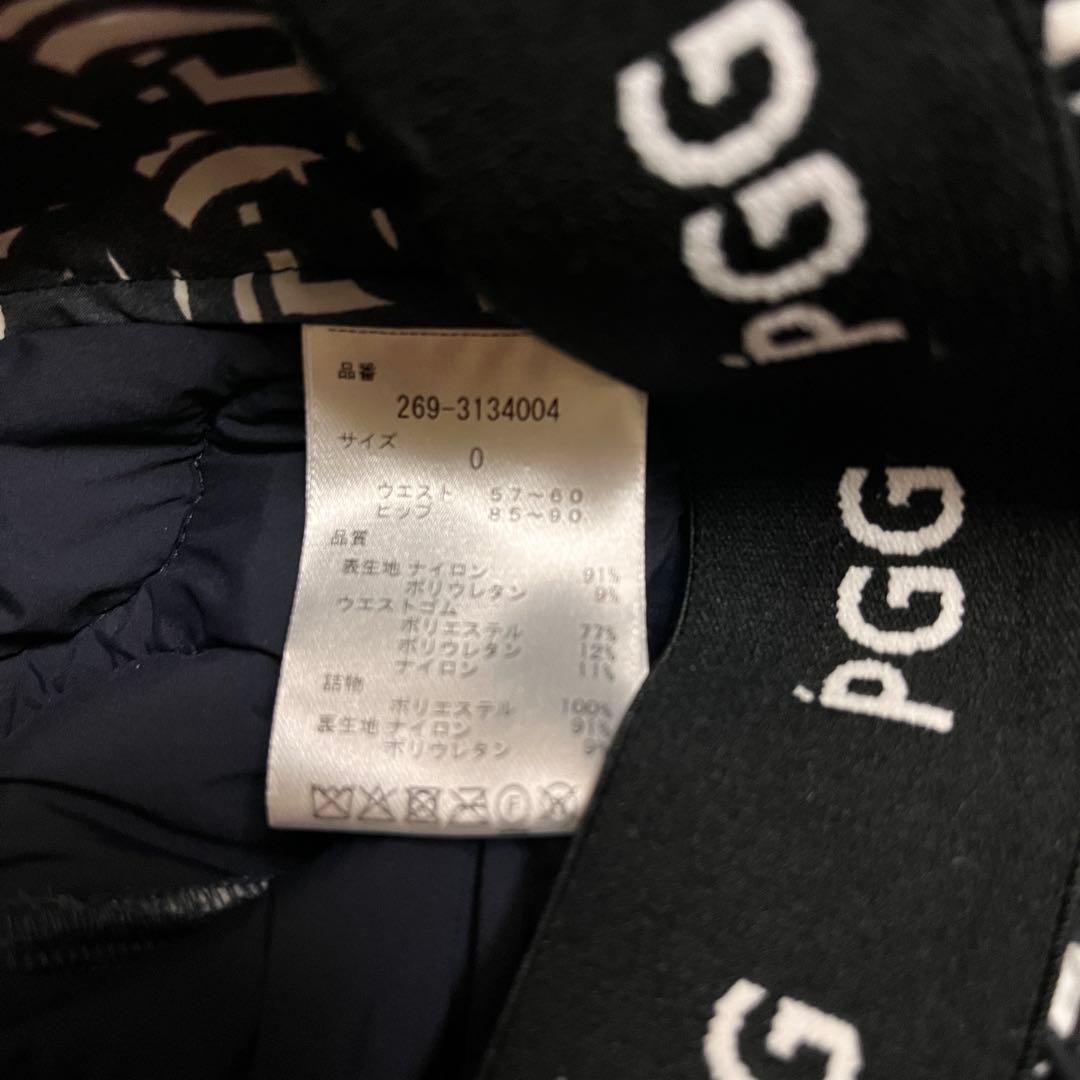 品番
269-3134004
サイズ
0
ウエスト 57~60
ヒップ 85~90
品質
表生地 ナイロン 91%
ポリウレタン 9%
ウエストゴム
ポリエステル 77%
ポリウレタン 12%
ナイロン 11%
詰物
ポリエステル 100%
裏生地 ナイロン 91%
ポリウレタン 9%
F
PGG
PGG